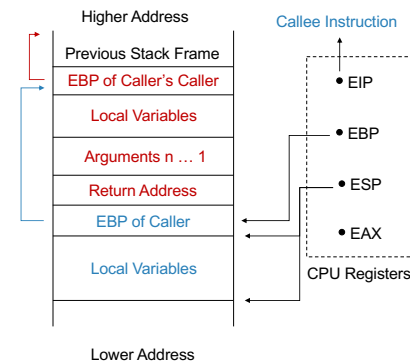 Higher Address
Callee Instruction
Previous Stack Frame
EBP of Caller's Caller
Local Variables
Arguments n … 1
Return Address
EBP of Caller
Local Variables
Lower Address
EIP
EBP
ESP
EAX
CPU Registers